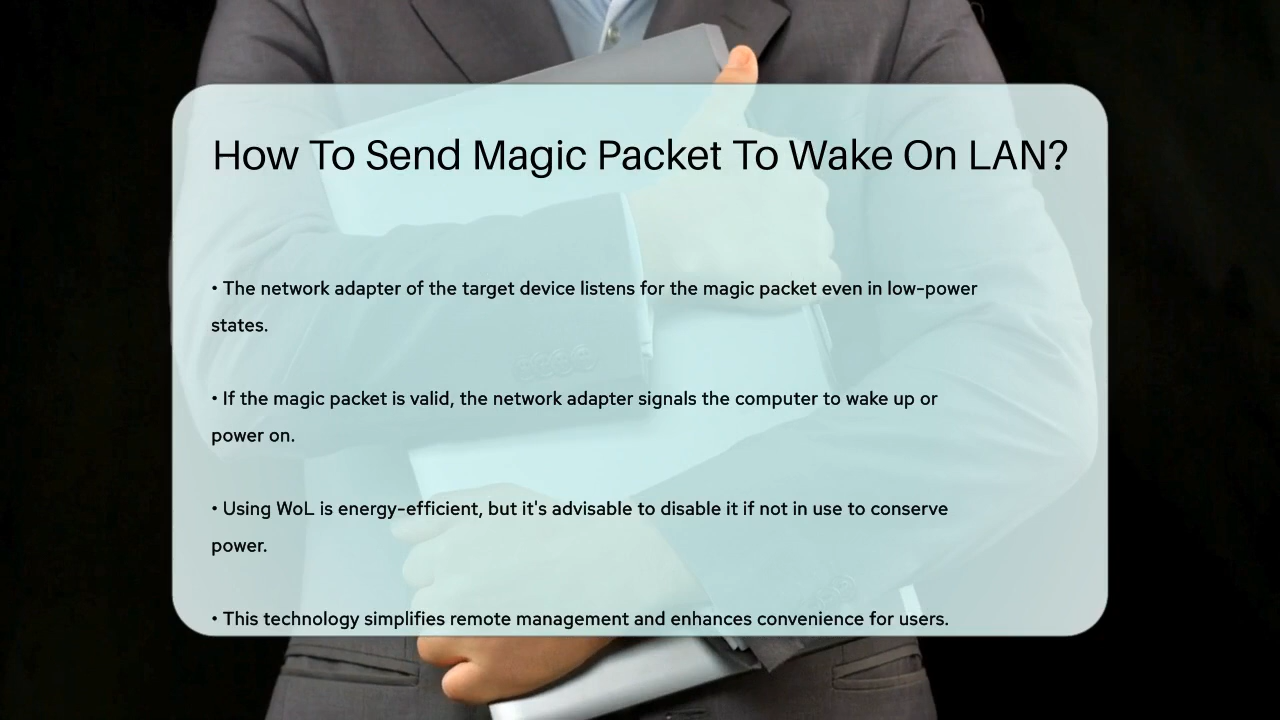 How To Send Magic Packet To Wake On LAN?
• The network adapter of the target device listens for the magic packet even in low-power
states.
• If the magic packet is valid, the network adapter signals the computer to wake up or
power on.
• Using WoL is energy-efficient, but it's advisable to disable it if not in use to conserve
power.
• This technology simplifies remote management and enhances convenience for users.